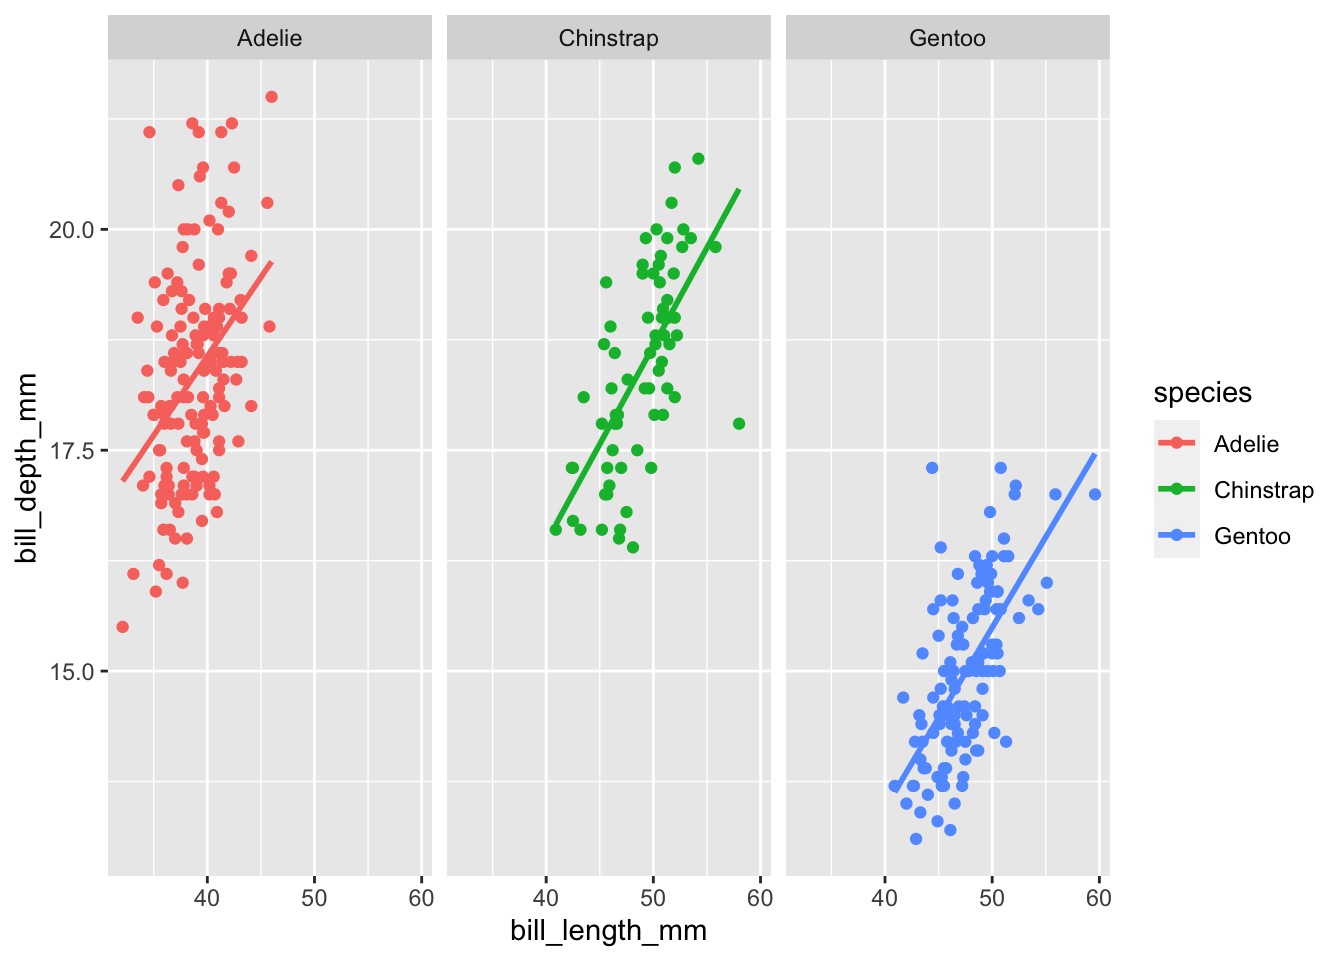 Adelie Chinstrap Gentoo
20.0
17.5
15.0
bill_depth_mm
40 50 60 40 50 60 40 50 60
bill_length_mm
species
Adelie
Chinstrap
Gentoo